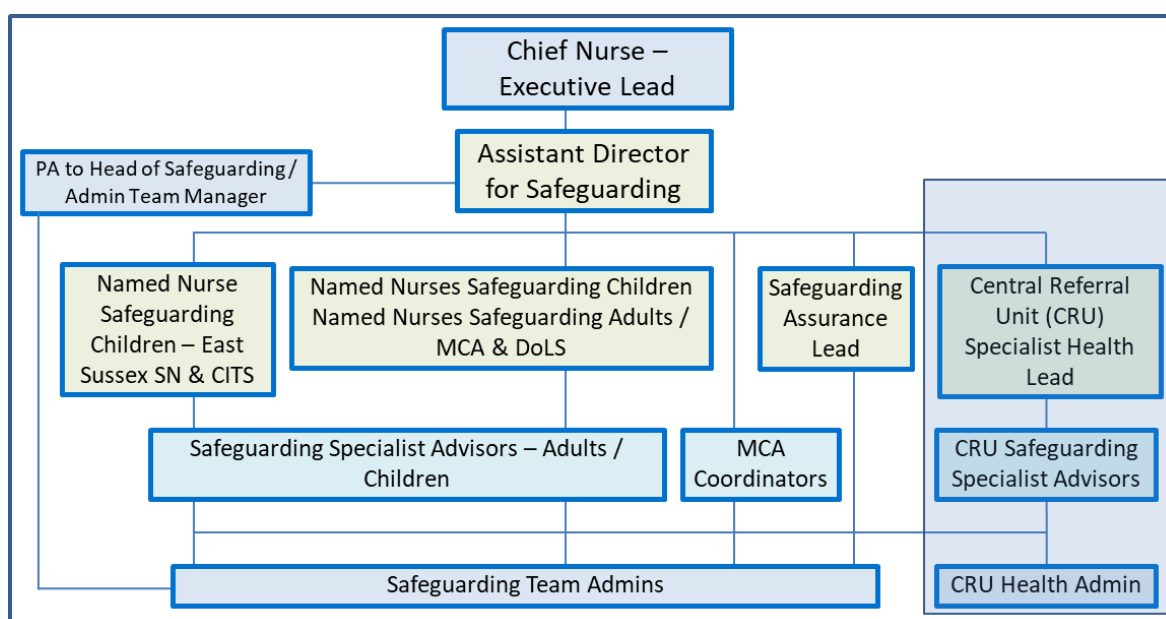 Chief Nurse –
Executive Lead
Assistant Director
for Safeguarding
PA to Head of Safeguarding/
Admin Team Manager
Named Nurse
Safeguarding
Children – East
Sussex SN & CITS
Named Nurses Safeguarding Children
Named Nurses Safeguarding Adults /
MCA & DoLS
Safeguarding
Assurance
Lead
Central Referral
Unit (CRU)
Specialist Health
Lead
Safeguarding Specialist Advisors – Adults /
Children
MCA
Coordinators
CRU Safeguarding
Specialist Advisors
Safeguarding Team Admins
CRU Health Admin